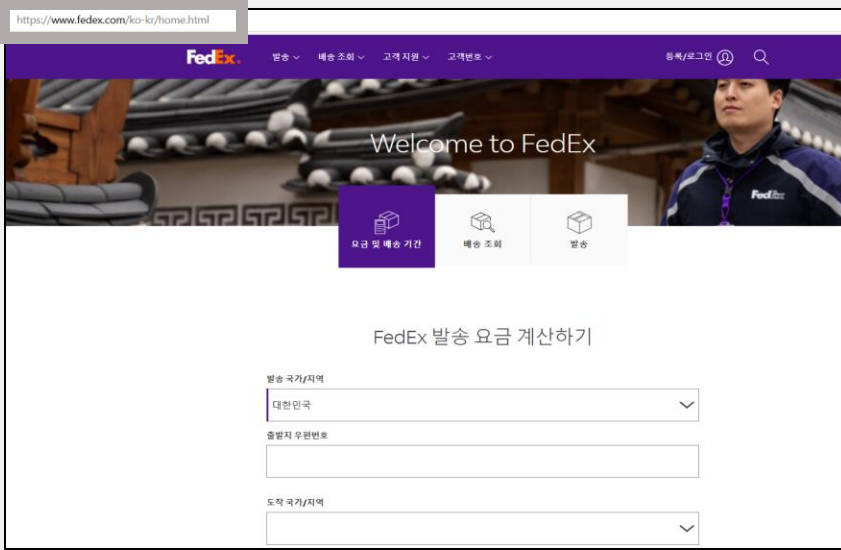 https://www.fedex.com/ko-kr/home.html
FedEx. 발송 배송 조회 고객 지원 고객번호 등록/로그인
Welcome to FedEx
FedEx
요금 및 배송 기간 배송 조회 발송
FedEx 발송 요금 계산하기
발송 국가/지역
대한민국
출발지 우편번호
도착 국가/지역